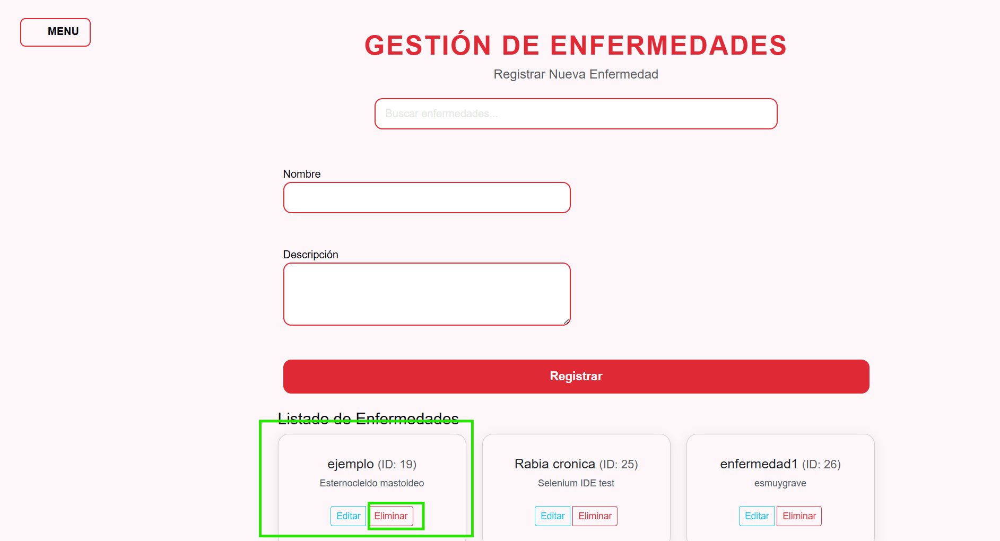 MENU
GESTIÓN DE ENFERMEDADES
Registrar Nueva Enfermedad
Buscar enfermedades...
Nombre
Descripción
Registrar
Listado de Enfermedades
ejemplo (ID: 19)
Esternocleido mastoideo
Editar Eliminar
Rabia cronica (ID: 25)
Selenium IDE test
Editar Eliminar
enfermedad1 (ID: 26)
esmuygrave
Editar Eliminar